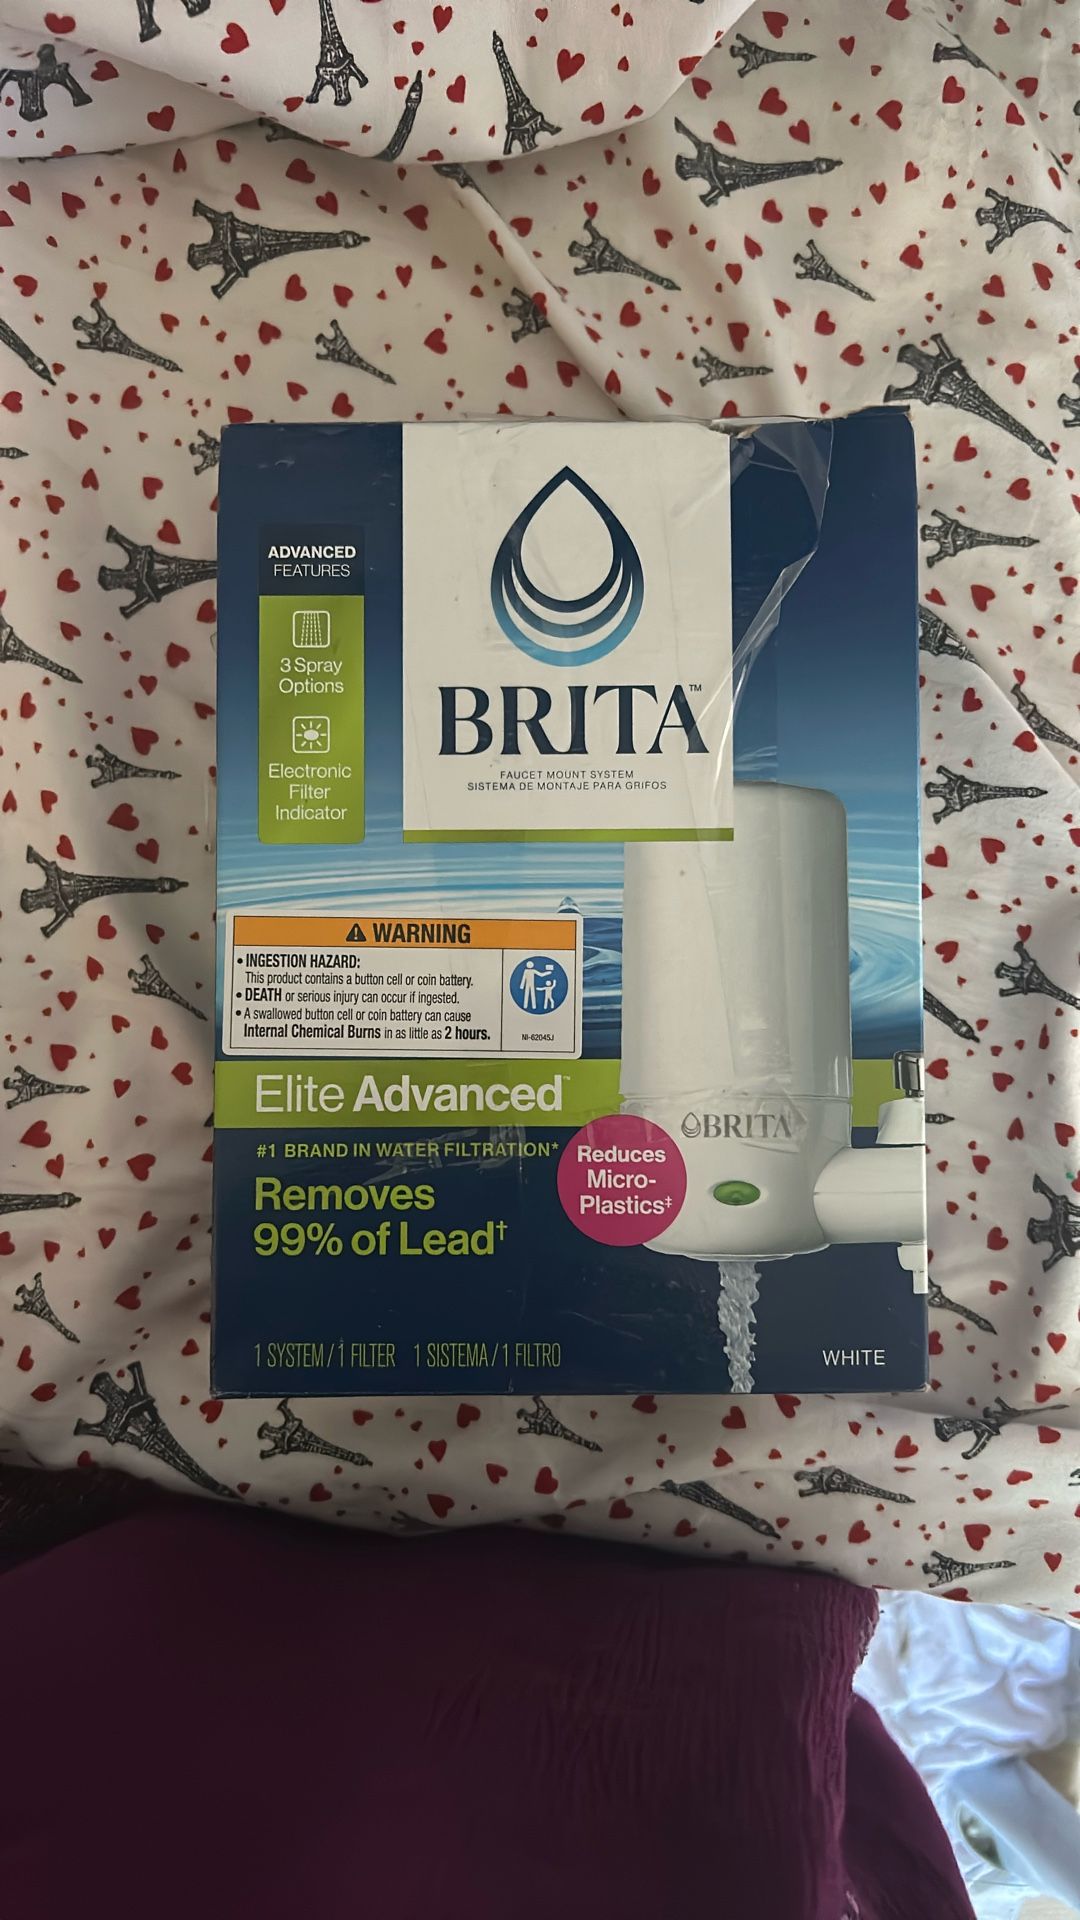 ADVANCED
FEATURES
3 Spray
Options
Electronic
Filter
Indicator
BRITA™
FAUCET MOUNT SYSTEM
SISTEMA DE MONTAJE PARA GRIFOS
⚠ WARNING
• INGESTION HAZARD:
This product contains a button cell or coin battery.
• DEATH or serious injury can occur if ingested.
• A swallowed button cell or coin battery can cause
Internal Chemical Burns in as little as 2 hours.
NI-62045J
Elite Advanced™
#1 BRAND IN WATER FILTRATION*
Removes
99% of Lead†
Reduces
Micro-
Plastics‡
BRITA
1 SYSTEM / 1 FILTER 1 SISTEMA / 1 FILTRO
WHITE